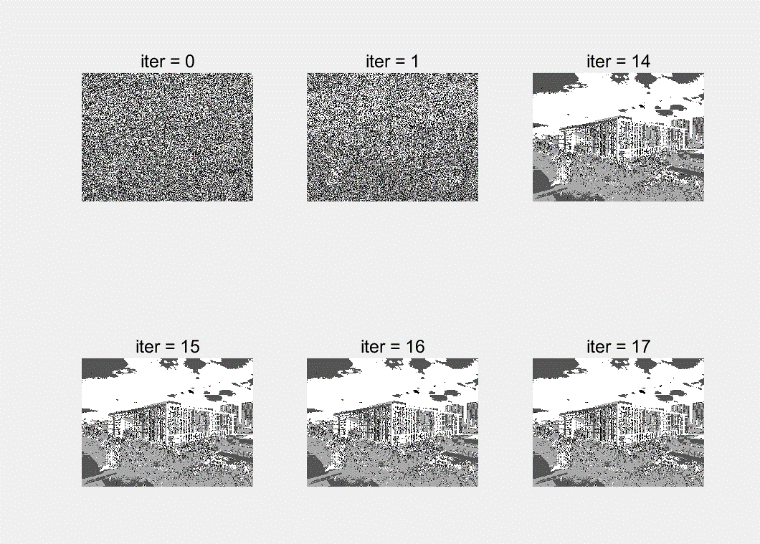 iter = 0
iter = 1
iter = 14
iter = 15
iter = 16
iter = 17